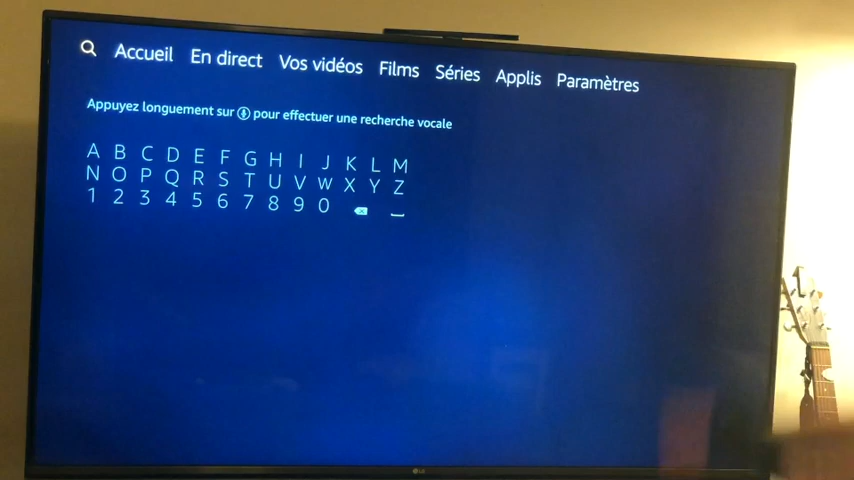 Accueil En direct Vos vidéos Films Séries Applis Paramètres
Appuyez longuement sur pour effectuer une recherche vocale
A B C D E F G H I J K L M
N O P Q R S T U V W X Y Z
1 2 3 4 5 6 7 8 9 0
LG